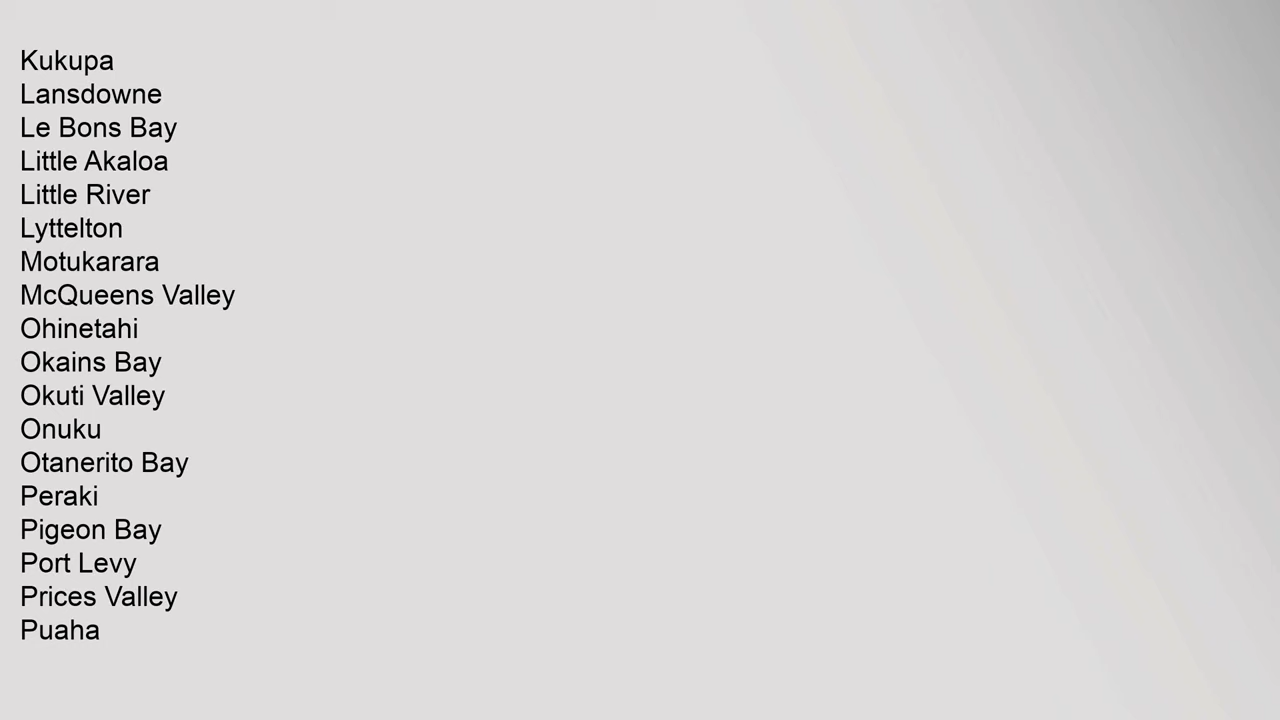 Kukupa
Lansdowne
Le Bons Bay
Little Akaloa
Little River
Lyttelton
Motukarara
McQueens Valley
Ohinetahi
Okains Bay
Okuti Valley
Onuku
Otanerito Bay
Peraki
Pigeon Bay
Port Levy
Prices Valley
Puaha